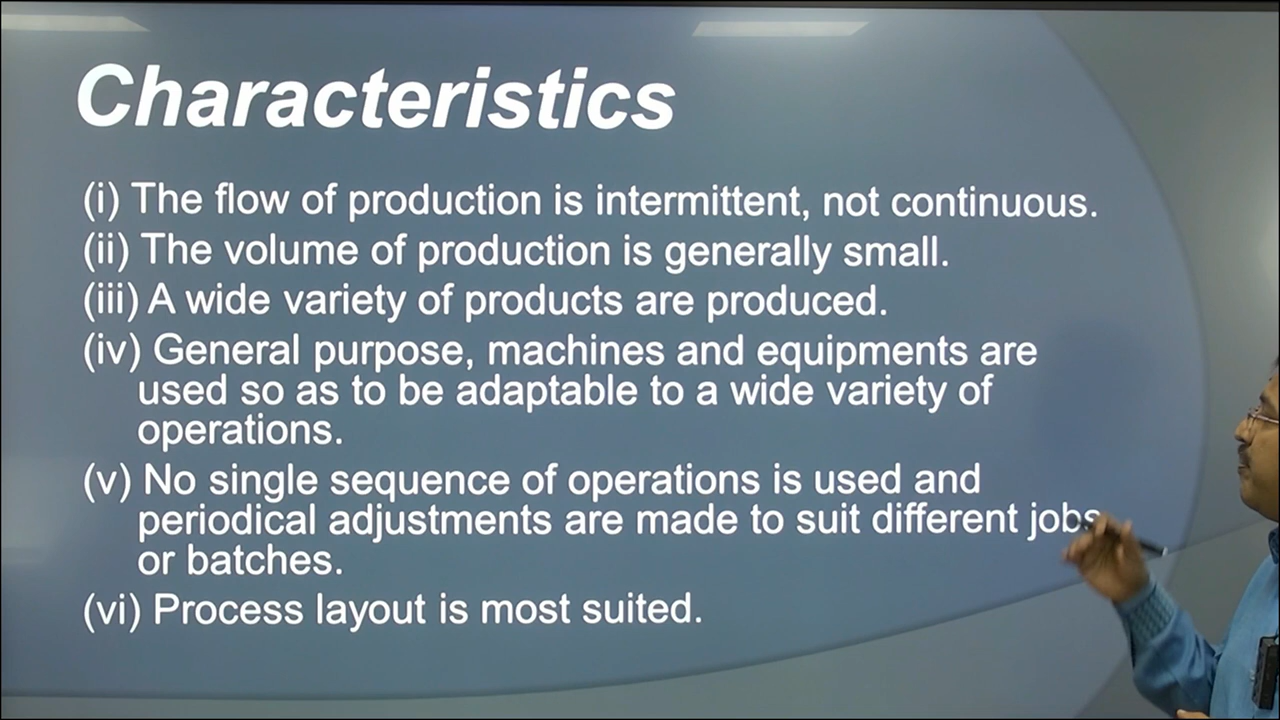 Characteristics
(i) The flow of production is intermittent, not continuous.
(ii) The volume of production is generally small.
(iii) A wide variety of products are produced.
(iv) General purpose, machines and equipments are
used so as to be adaptable to a wide variety of
operations.
(v) No single sequence of operations is used and
periodical adjustments are made to suit different jobs
or batches.
(vi) Process layout is most suited.